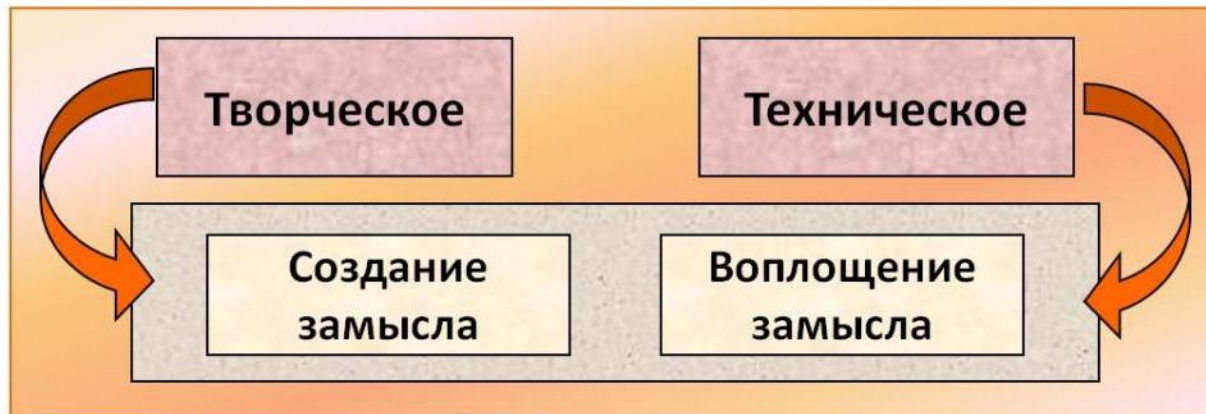 Творческое
Техническое
Создание
замысла
Воплощение
замысла